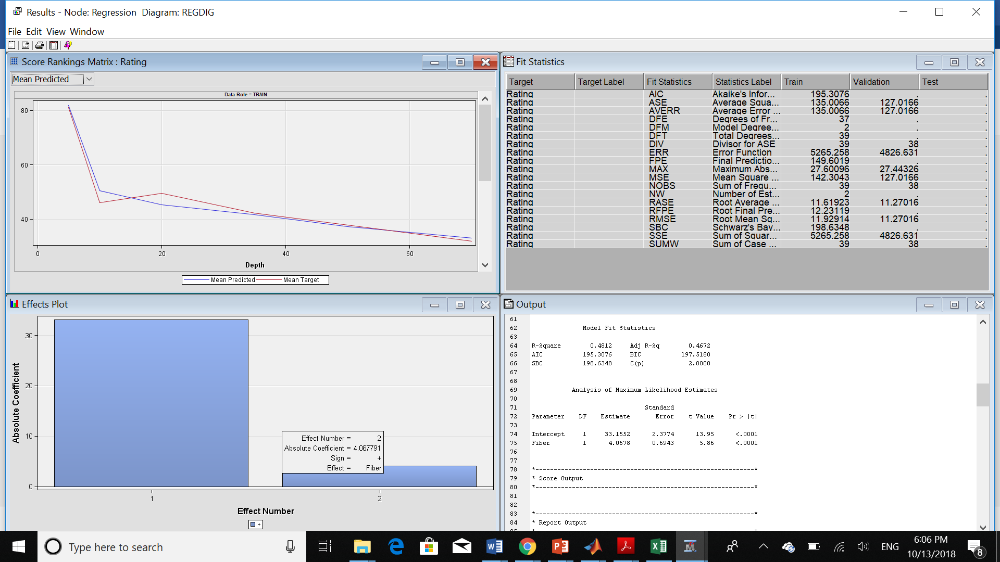 Results - Node: Regression  Diagram: REGDIG
File Edit View Window
Score Rankings Matrix : Rating
Mean Predicted
Data Role = TRAIN
80
60
40
0 20 40 60
Depth
Mean Predicted Mean Target
Fit Statistics
Target Target Label Fit Statistics Statistics Label Train Validation Test
Rating AIC Akaike's Infor... 195.3076 . .
Rating ASE Average Squa... 135.0066 127.0166 .
Rating AVERR Average Error ... 135.0066 127.0166 .
Rating DFE Degrees of Fr... 37 . .
Rating DFM Model Degree... 2 . .
Rating DFT Total Degrees... 39 . .
Rating DIV Divisor for ASE 39 38 .
Rating ERR Error Function 5265.258 4826.631 .
Rating FPE Final Predictio... 149.6019 . .
Rating MAX Maximum Abs... 27.60096 27.44326 .
Rating MSE Mean Square ... 142.3043 127.0166 .
Rating NOBS Sum of Frequ... 39 38 .
Rating NW Number of Est... 2 . .
Rating RASE Root Average ... 11.61923 11.27016 .
Rating RFPE Root Final Pre... 12.23119 . .
Rating RMSE Root Mean Sq... 11.92914 11.27016 .
Rating SBC Schwarz's Bay... 198.6348 . .
Rating SSE Sum of Squar... 5265.258 4826.631 .
Rating SUMW Sum of Case ... 39 38 .
Effects Plot
Absolute Coefficient
30
20
10
0
Effect Number = 2
Absolute Coefficient = 4.067791
Sign = +
Effect = Fiber
1 2
Effect Number
+
Output
61
62 Model Fit Statistics
63
64 R-Square 0.4812 Adj R-Sq 0.4672
65 AIC 195.3076 BIC 197.5180
66 SBC 198.6348 C(p) 2.0000
67
68
69 Analysis of Maximum Likelihood Estimates
70
71 Standard
72 Parameter DF Estimate Error t Value Pr > |t|
73
74 Intercept 1 33.1552 2.3774 13.95 <.0001
75 Fiber 1 4.0678 0.6943 5.86 <.0001
76
77
78 *------------------------------------------------------------*
79 * Score Output
80 *------------------------------------------------------------*
81
82
83 *------------------------------------------------------------*
84 * Report Output
Type here to search
ENG
6:06 PM
10/13/2018
8